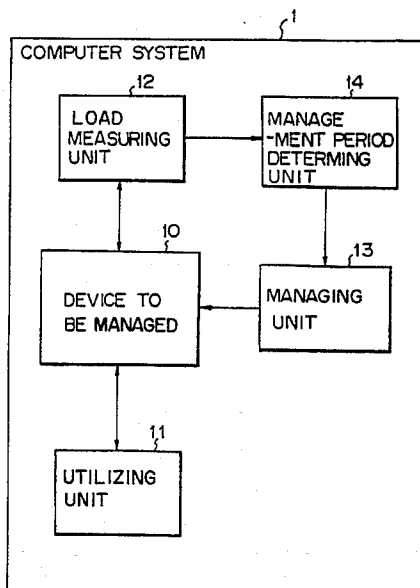 1
COMPUTER SYSTEM
12
LOAD
MEASURING
UNIT
14
MANAGE
-MENT PERIOD
DETERMING
UNIT
10
DEVICE TO
BE MANAGED
13
MANAGING
UNIT
11
UTILIZING
UNIT